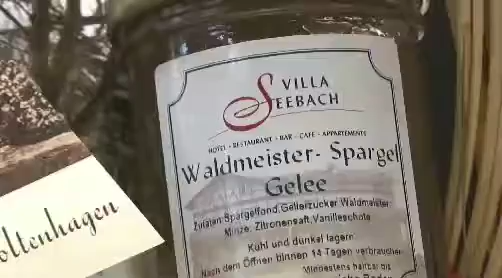 VILLA
SEEBACH
HOTEL - RESTAURANT - BAR - CAFE - APPARTEMENTS
Waldmeister- Spargel
Gelee
Zutaten:Spargelfond,Gelierzucker Waldmeister,
Minze, Zitronensaft,Vanilleschote
Kühl und dunkel lagern
Nach dem Öffnen binnen 14 Tagen verbrauchen
Mindestens haltbar bis
oltenhagen